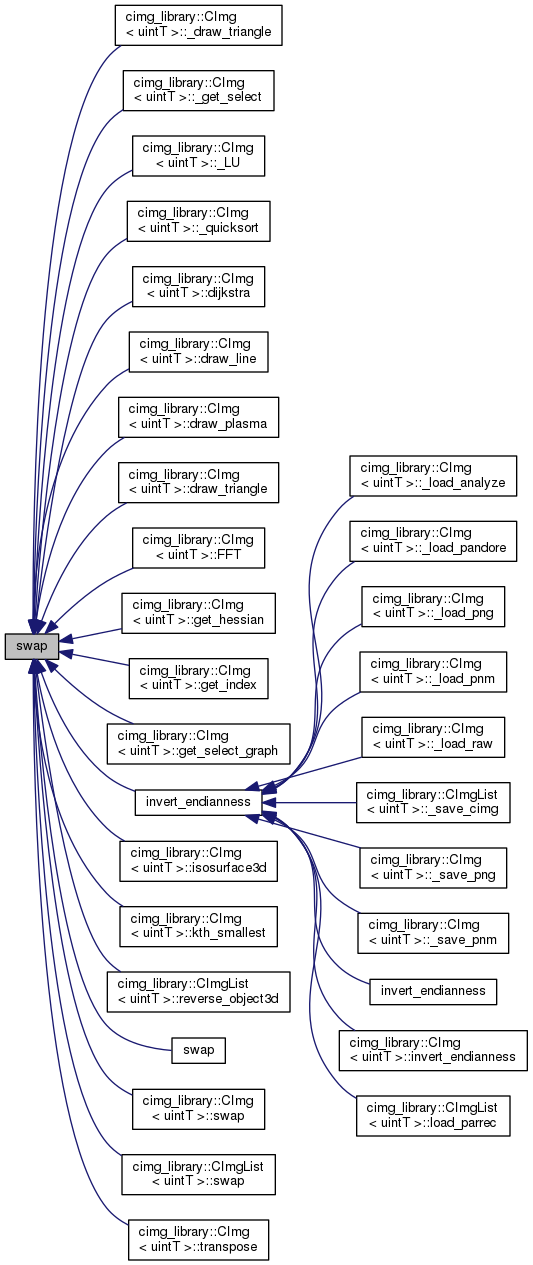 cimg_library::CImg
< uintT >::_draw_triangle
cimg_library::CImg
< uintT >::_get_select
cimg_library::CImg
< uintT >::_LU
cimg_library::CImg
< uintT >::_quicksort
cimg_library::CImg
< uintT >::dijkstra
cimg_library::CImg
< uintT >::draw_line
cimg_library::CImg
< uintT >::draw_plasma
cimg_library::CImg
< uintT >::draw_triangle
cimg_library::CImg
< uintT >::FFT
cimg_library::CImg
< uintT >::get_hessian
swap
cimg_library::CImg
< uintT >::get_index
cimg_library::CImg
< uintT >::get_select_graph
invert_endianness
cimg_library::CImg
< uintT >::isosurface3d
cimg_library::CImg
< uintT >::kth_smallest
cimg_library::CImgList
< uintT >::reverse_object3d
swap
cimg_library::CImg
< uintT >::swap
cimg_library::CImgList
< uintT >::swap
cimg_library::CImg
< uintT >::transpose
cimg_library::CImg
< uintT >::_load_analyze
cimg_library::CImg
< uintT >::_load_pandore
cimg_library::CImg
< uintT >::_load_png
cimg_library::CImg
< uintT >::_load_pnm
cimg_library::CImg
< uintT >::_load_raw
cimg_library::CImgList
< uintT >::_save_cimg
cimg_library::CImg
< uintT >::_save_png
cimg_library::CImg
< uintT >::_save_pnm
invert_endianness
cimg_library::CImg
< uintT >::invert_endianness
cimg_library::CImgList
< uintT >::load_parrec